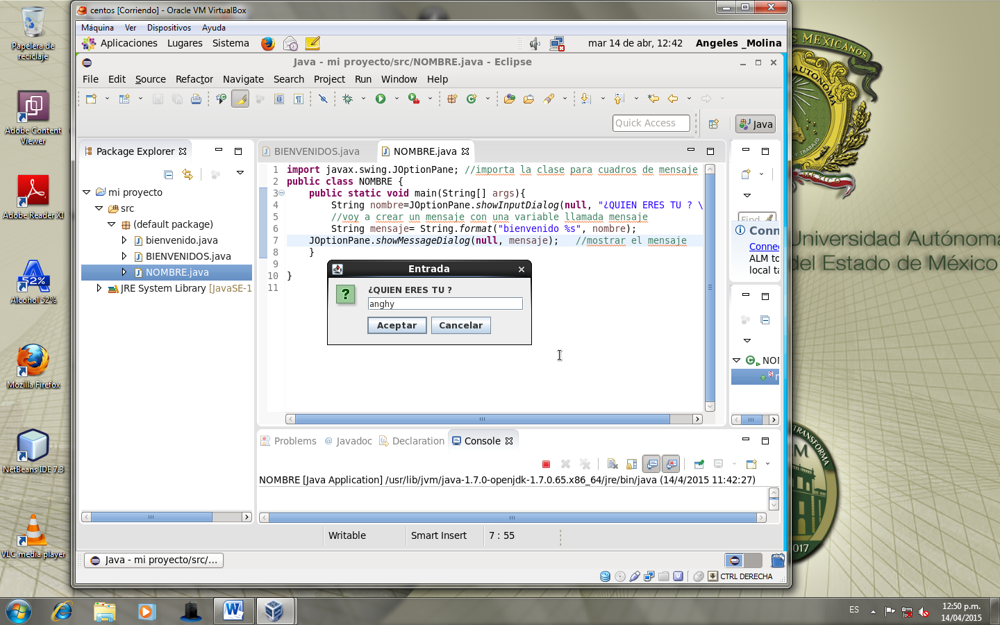 centos [Corriendo] - Oracle VM VirtualBox
Máquina Ver Dispositivos Ayuda
Aplicaciones Lugares Sistema
mar 14 de abr, 12:42 Angeles _Molina
Java - mi proyecto/src/NOMBRE.java - Eclipse
File Edit Source Refactor Navigate Search Project Run Window Help
Quick Access
Java
Package Explorer
mi proyecto
src
(default package)
bienvenido.java
BIENVENIDOS.java
NOMBRE.java
JRE System Library [JavaSE-1
BIENVENIDOS.java
NOMBRE.java
1 import javax.swing.JOptionPane; //importa la clase para cuadros de mensaje
2 public class NOMBRE {
3 public static void main(String[] args){
4 String nombre=JOptionPane.showInputDialog(null, "¿QUIEN ERES TU ? \
5 //voy a crear un mensaje con una variable llamada mensaje
6 String mensaje= String.format("bienvenido %s", nombre);
7 JOptionPane.showMessageDialog(null, mensaje); //mostrar el mensaje
8 }
9
10 }
11
Entrada
¿QUIEN ERES TU ?
anghy
Aceptar Cancelar
Find
Conn
Connec
ALM to
local ta
NOM
Problems Javadoc Declaration Console
NOMBRE [Java Application] /usr/lib/jvm/java-1.7.0-openjdk-1.7.0.65.x86_64/jre/bin/java (14/4/2015 11:42:27)
Writable Smart Insert 7 : 55
Java - mi proyecto/src/...
CTRL DERECHA
Papelera de
reciclaje
Adobe Content
Viewer
Adobe Reader XI
52%
Alcohol 52%
Mozilla Firefox
NetBeans IDE 7.3
VLC media player
S MEXICANOS
Y TRABAJO
MÉXICO
Universidad Autónoma
del Estado de México
TRANSFORMA
M
017
ES
12:50 p.m.
14/04/2015